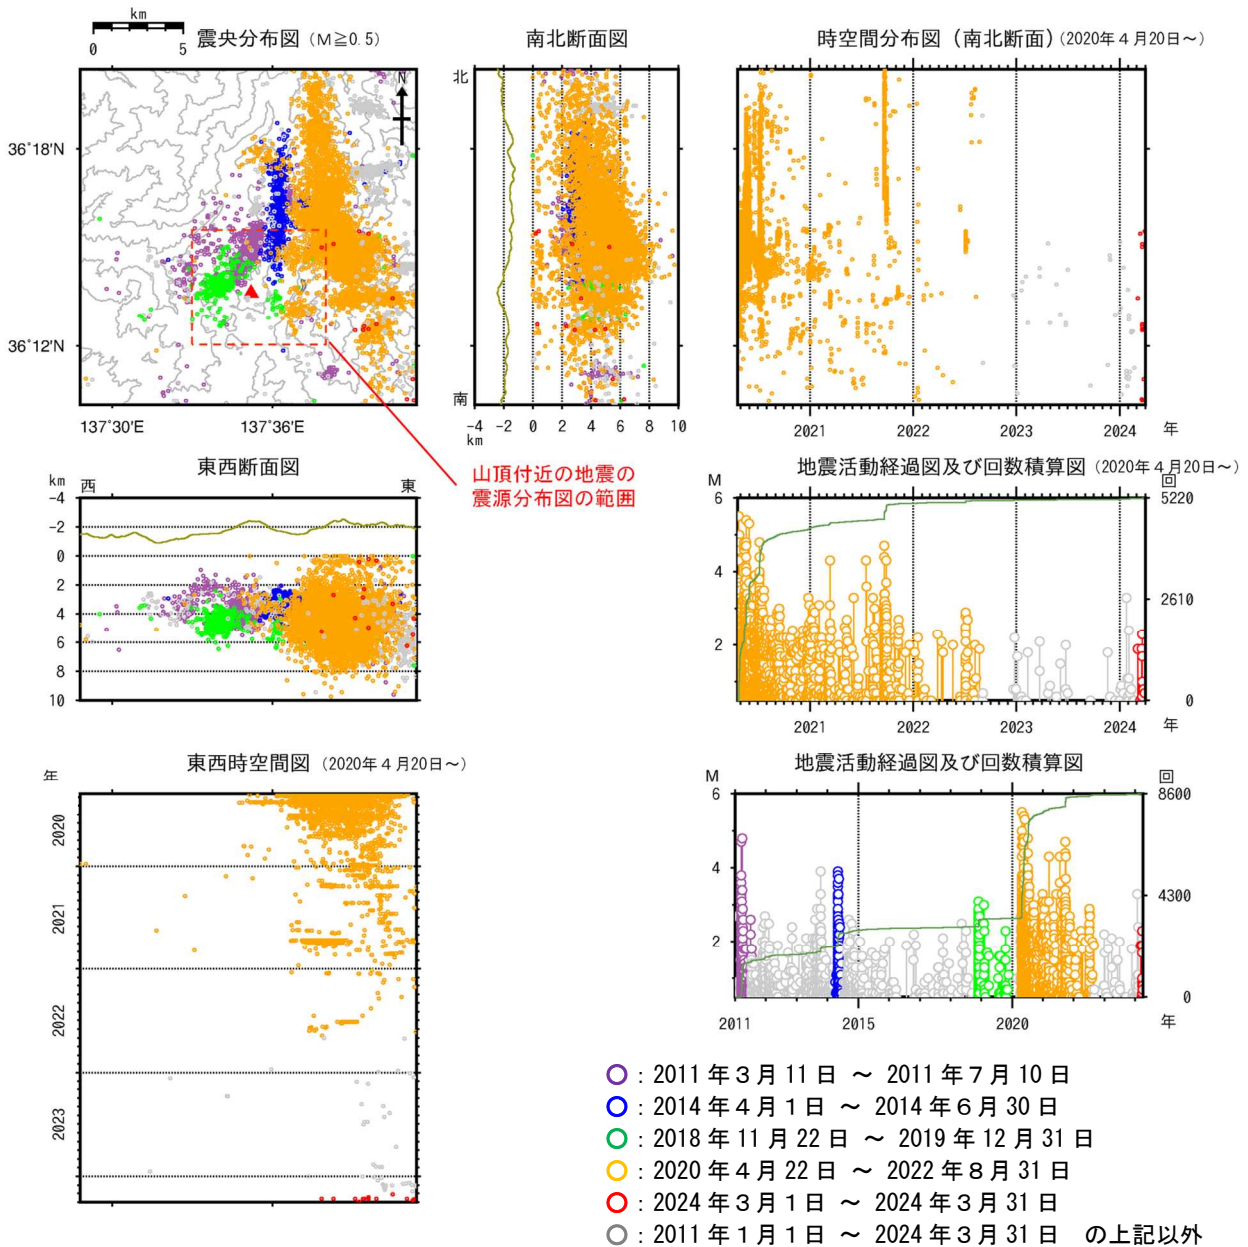 km
0 5
震央分布図 (M≧0.5)
N
36°18'N
36°12'N
137°30'E 137°36'E
南北断面図
北
南
-4 -2 0 2 4 6 8 10
km
時空間分布図 (南北断面) (2020年4月20日～)
2021 2022 2023 2024 年
山頂付近の地震の
震源分布図の範囲
東西断面図
km 西 東
-4
-2
0
2
4
6
8
10
地震活動経過図及び回数積算図 (2020年4月20日～)
M 回
6 5220
4
2610
2
0
2021 2022 2023 2024 年
東西時空間図 (2020年4月20日～)
年
2020
2021
2022
2023
地震活動経過図及び回数積算図
M 回
6 8600
4
4300
2
0
2011 2015 2020 年
：2011年3月11日 ～ 2011年7月10日
：2014年4月1日 ～ 2014年6月30日
：2018年11月22日 ～ 2019年12月31日
：2020年4月22日 ～ 2022年8月31日
：2024年3月1日 ～ 2024年3月31日
：2011年1月1日 ～ 2024年3月31日 の上記以外